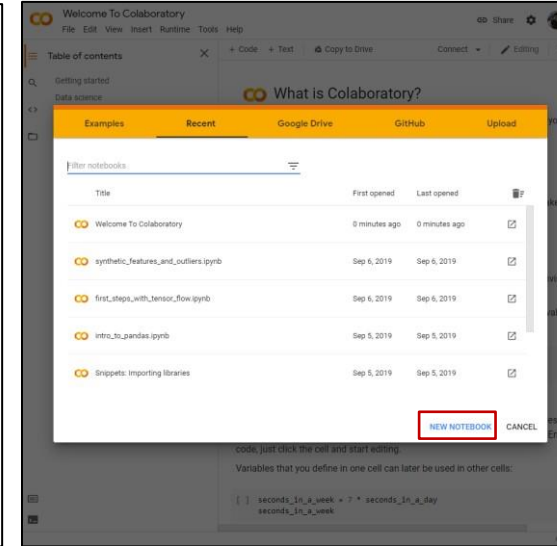 Welcome To Colaboratory
File Edit View Insert Runtime Tools Help
Share
Table of contents
+ Code + Text Copy to Drive
Connect
Editing
Getting started
Data science
What is Colaboratory?
Examples Recent Google Drive GitHub Upload
Filter notebooks
Title First opened Last opened
Welcome To Colaboratory 0 minutes ago 0 minutes ago
synthetic_features_and_outliers.ipynb Sep 6, 2019 Sep 6, 2019
first_steps_with_tensor_flow.ipynb Sep 6, 2019 Sep 6, 2019
intro_to_pandas.ipynb Sep 5, 2019 Sep 5, 2019
Snippets: Importing libraries Sep 5, 2019 Sep 5, 2019
NEW NOTEBOOK CANCEL
code, just click the cell and start editing.
Variables that you define in one cell can later be used in other cells:
[ ] seconds_in_a_week = 7 * seconds_in_a_day
seconds_in_a_week